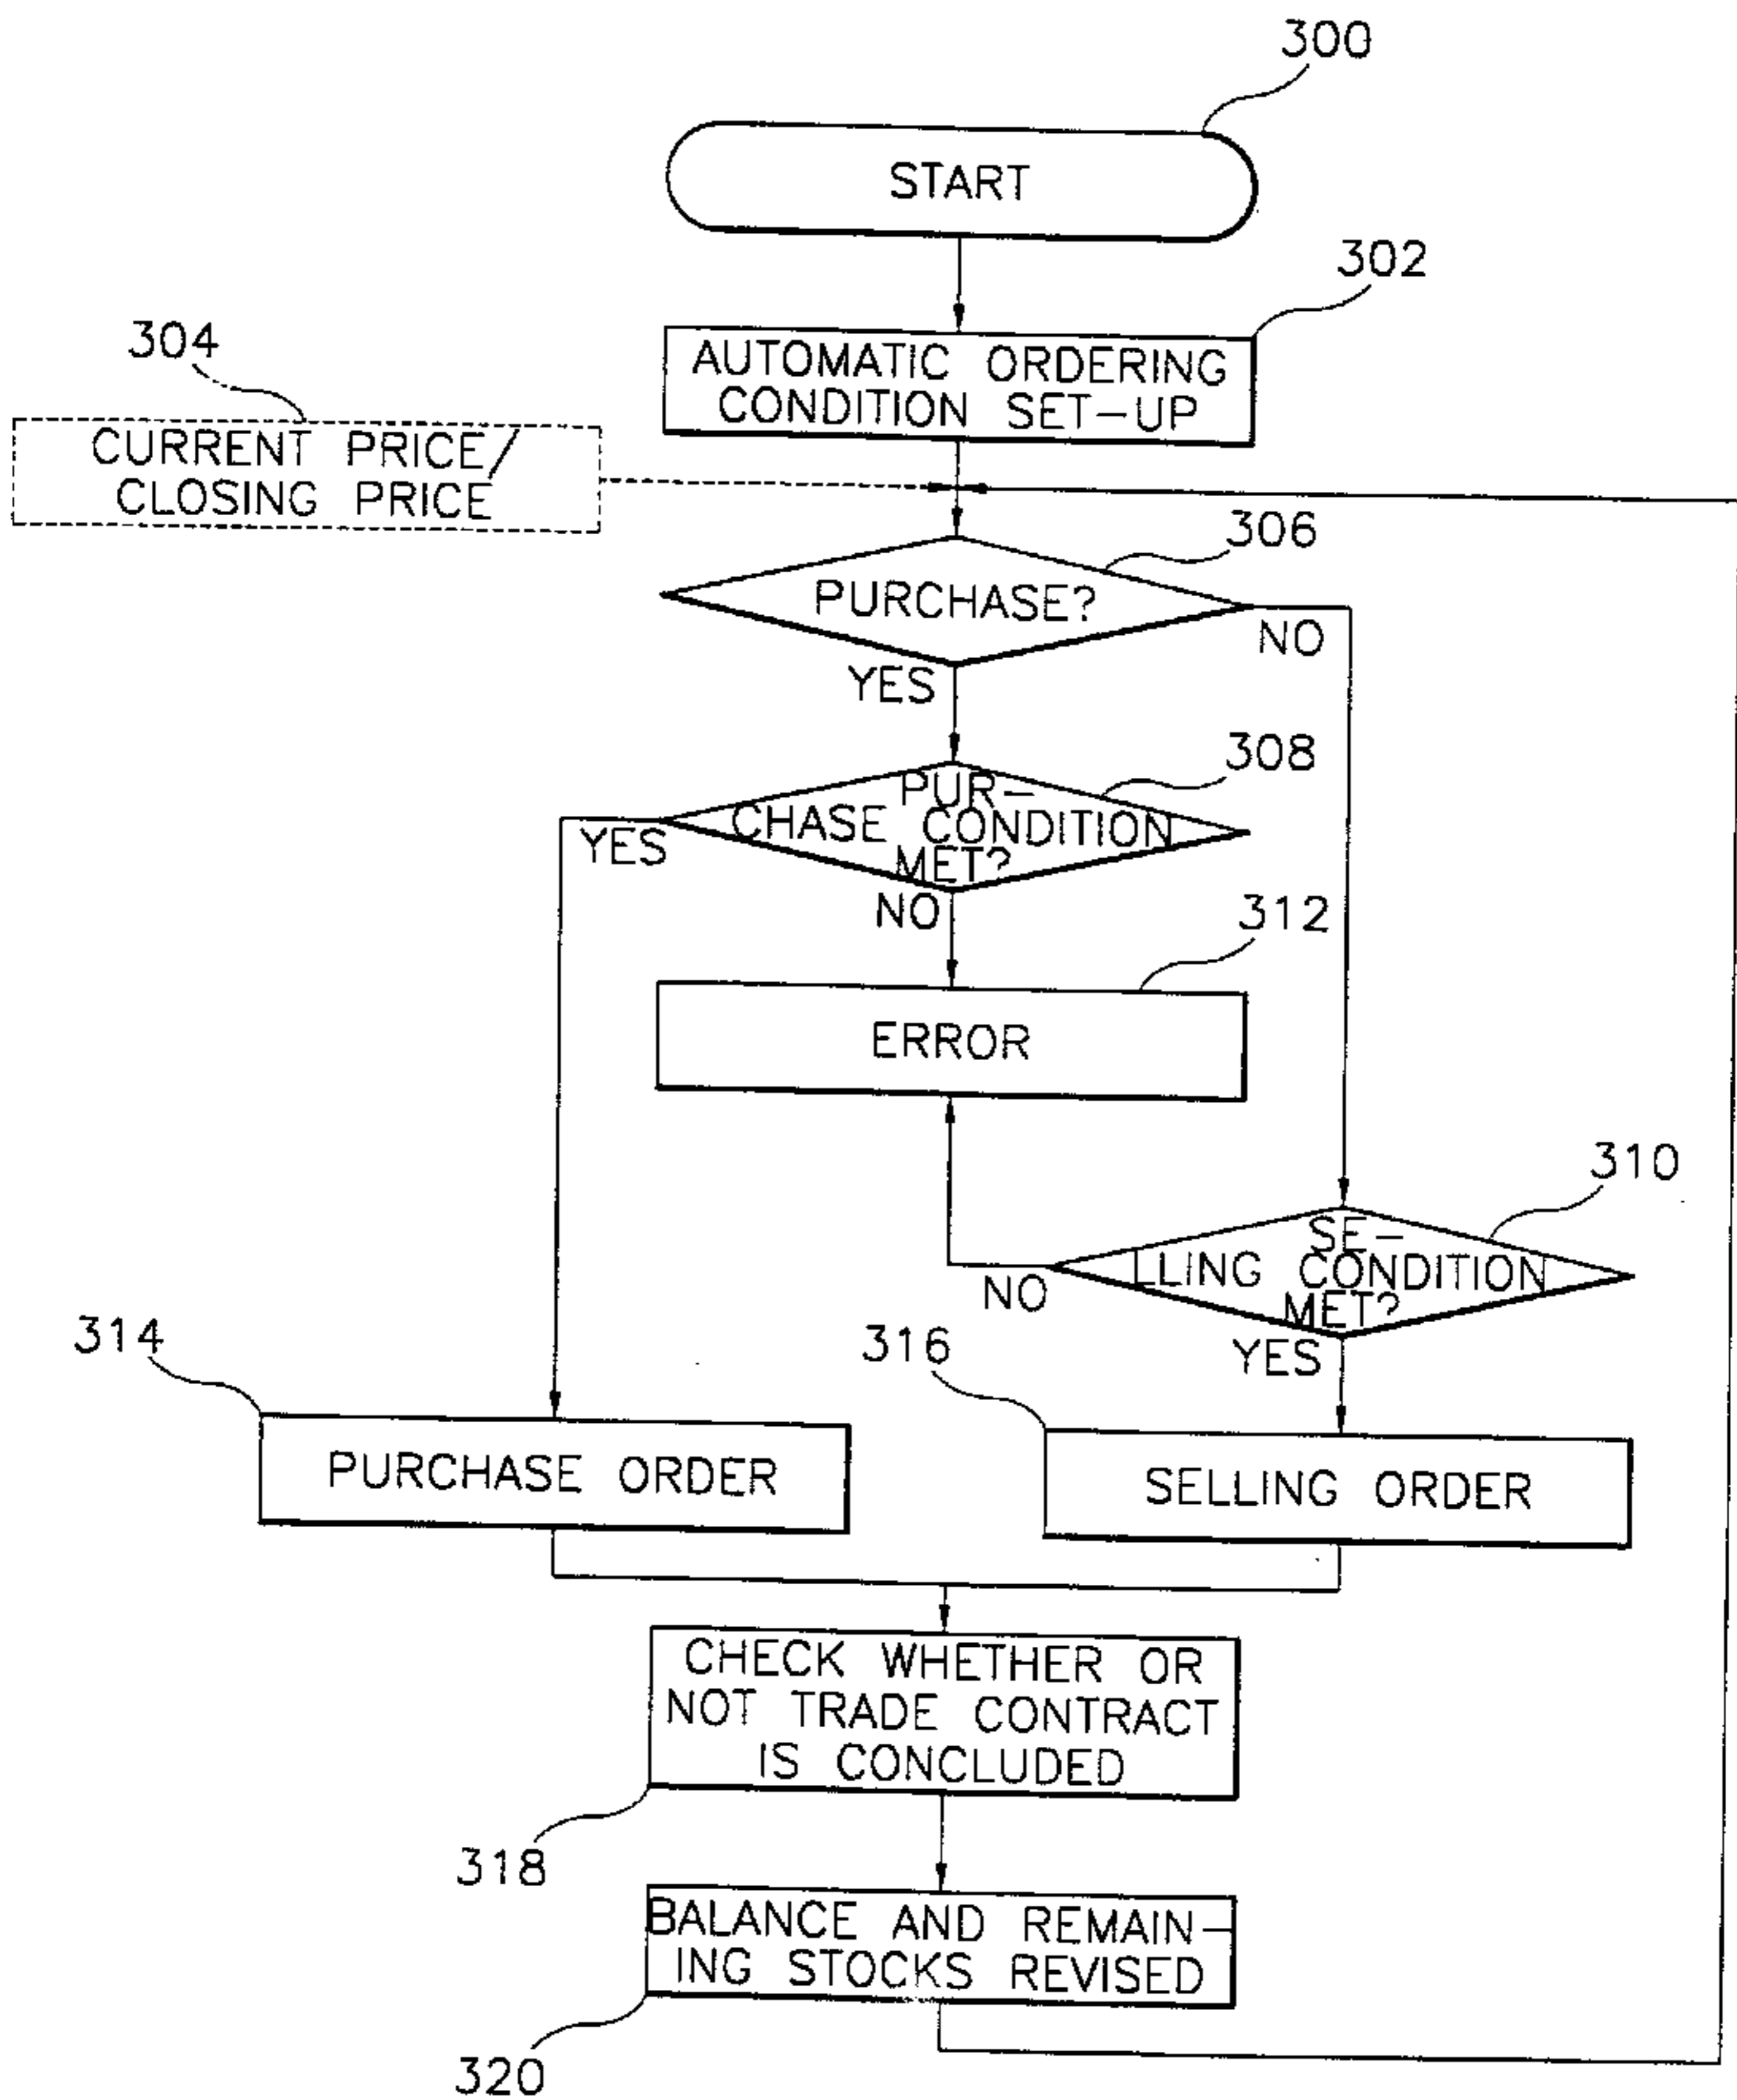 300
START
302
AUTOMATIC ORDERING
CONDITION SET-UP
304
CURRENT PRICE/
CLOSING PRICE
306
PURCHASE?
NO
YES
308
PUR-
CHASE CONDITION
MET?
YES
NO
312
ERROR
310
SE-
LLING CONDITION
MET?
NO
YES
314
PURCHASE ORDER
316
SELLING ORDER
CHECK WHETHER OR
NOT TRADE CONTRACT
IS CONCLUDED
318
BALANCE AND REMAIN-
ING STOCKS REVISED
320